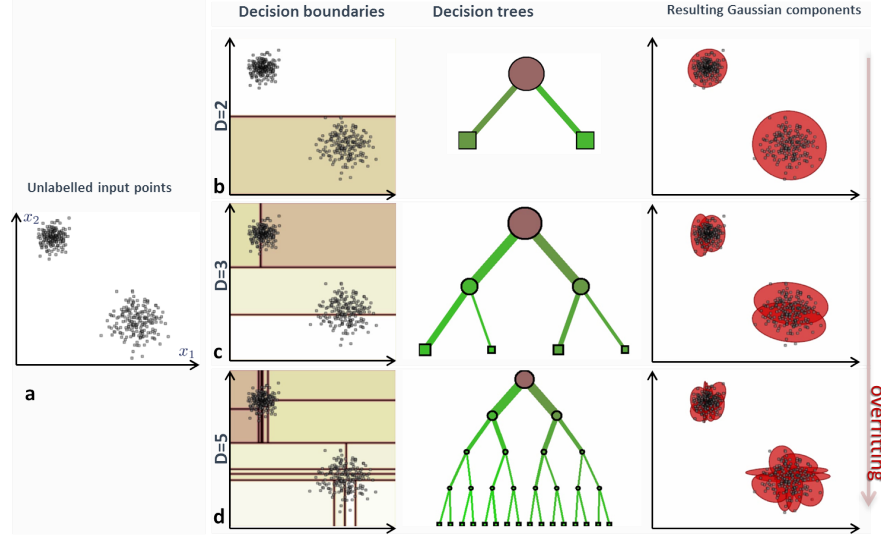 Decision boundaries
Decision trees
Resulting Gaussian components
D=2
b
Unlabelled input points
x₂
x₁
a
D=3
c
D=5
d
overfitting